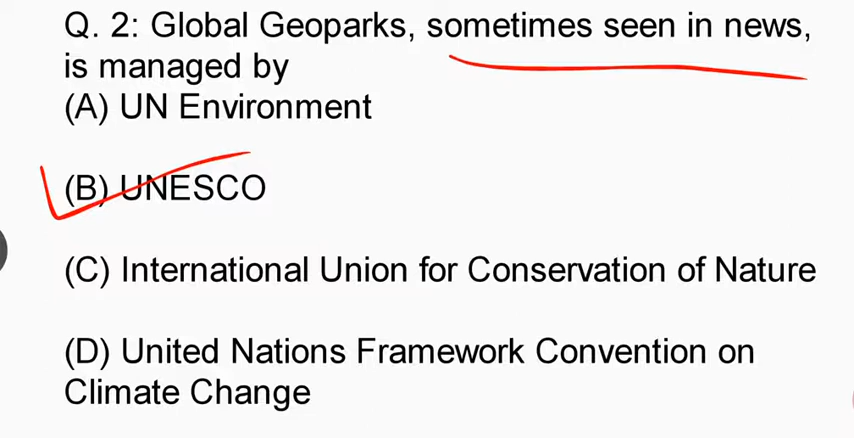 Q. 2: Global Geoparks, sometimes seen in news,
is managed by
(A) UN Environment
(B) UNESCO
(C) International Union for Conservation of Nature
(D) United Nations Framework Convention on
Climate Change